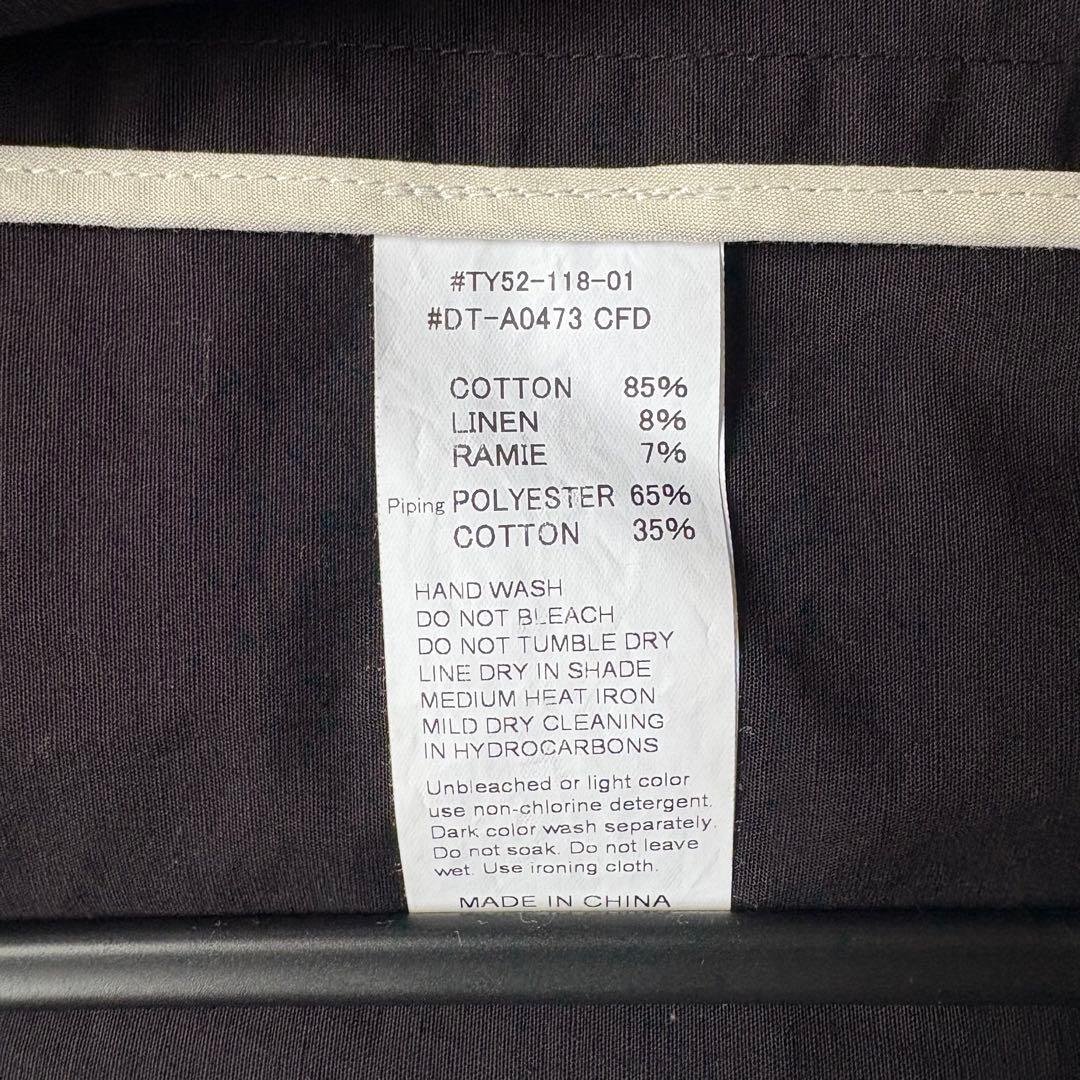 #TY52-118-01
#DT-A0473 CFD
COTTON 85%
LINEN 8%
RAMIE 7%
Piping POLYESTER 65%
COTTON 35%
HAND WASH
DO NOT BLEACH
DO NOT TUMBLE DRY
LINE DRY IN SHADE
MEDIUM HEAT IRON
MILD DRY CLEANING
IN HYDROCARBONS
Unbleached or light color
use non-chlorine detergent.
Dark color wash separately.
Do not soak. Do not leave
wet. Use ironing cloth.
MADE IN CHINA